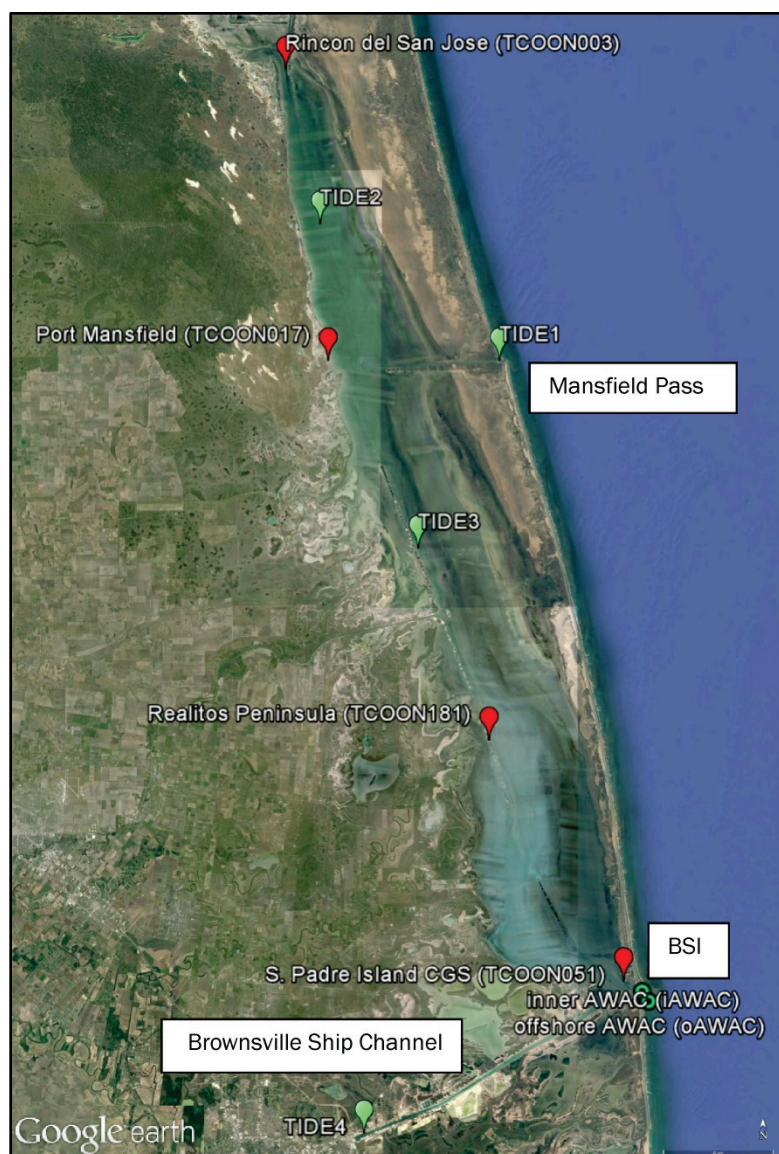 Rincon del San Jose (TCOON003)
TIDE2
Port Mansfield (TCOON017)
TIDE1
Mansfield Pass
TIDE3
Realitos Peninsula (TCOON181)
BSI
S. Padre Island CGS (TCOON051)
inner AWAC (iAWAC)
offshore AWAC (oAWAC)
Brownsville Ship Channel
TIDE4
Google earth
N